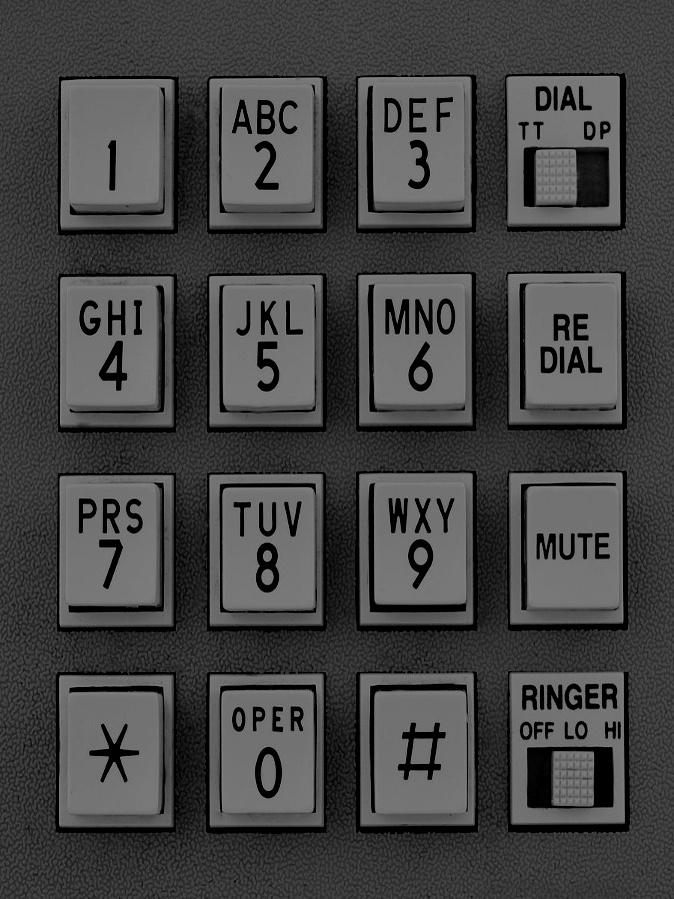 1
ABC
2
DEF
3
DIAL
TT DP
GHI
4
JKL
5
MNO
6
RE
DIAL
PRS
7
TUV
8
WXY
9
MUTE
*
OPER
0
#
RINGER
OFF LO HI